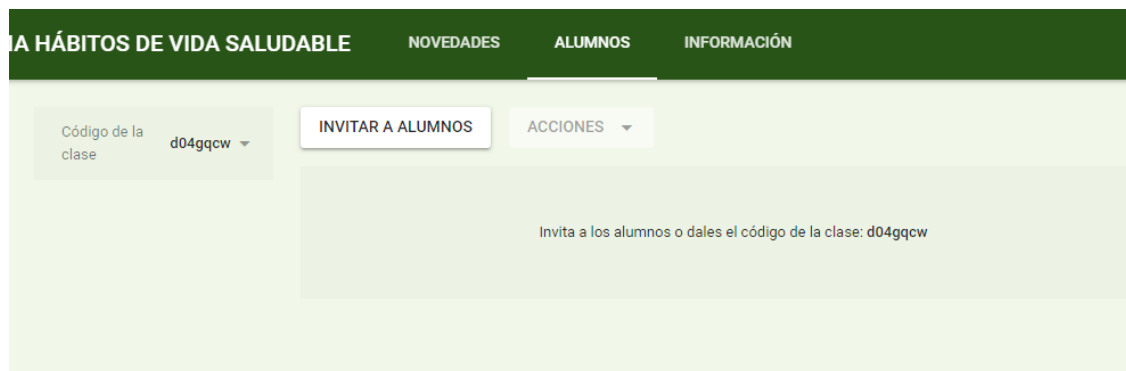 IA HÁBITOS DE VIDA SALUDABLE NOVEDADES ALUMNOS INFORMACIÓN
Código de la clase d04gqcw
INVITAR A ALUMNOS ACCIONES
Invita a los alumnos o dales el código de la clase: d04gqcw